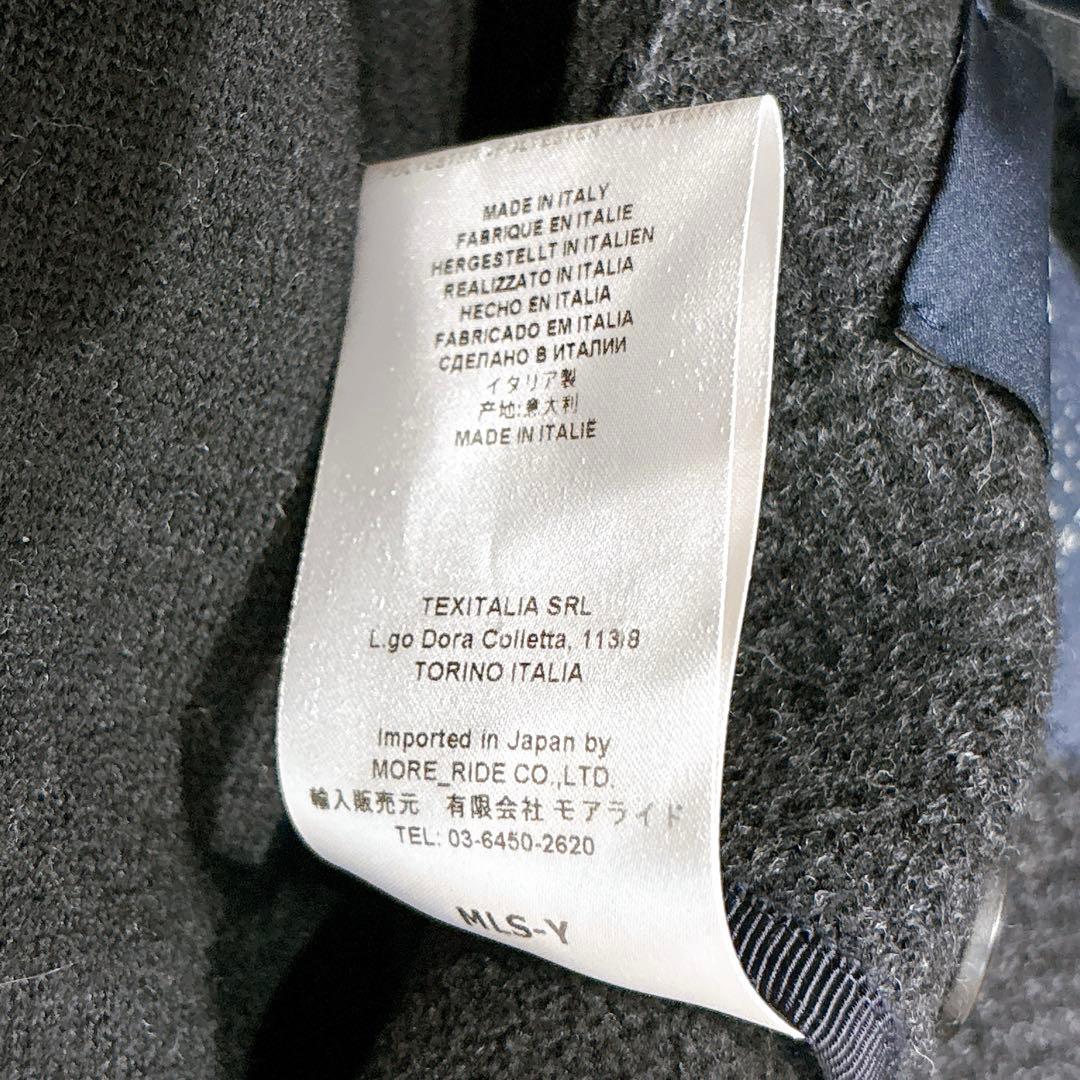 POLYESTER POLYESTER POLYESTER
MADE IN ITALY
FABRIQUE EN ITALIE
HERGESTELLT IN ITALIEN
REALIZZATO IN ITALIA
HECHO EN ITALIA
FABRICADO EM ITALIA
СДЕЛАНО В ИТАЛИИ
イタリア製
产地:意大利
MADE IN ITALIË
TEXITALIA SRL
L.go Dora Colletta, 113/8
TORINO ITALIA
Imported in Japan by
MORE_RIDE CO.,LTD.
輸入販売元 有限会社 モアライド
TEL: 03-6450-2620
MLS-Y